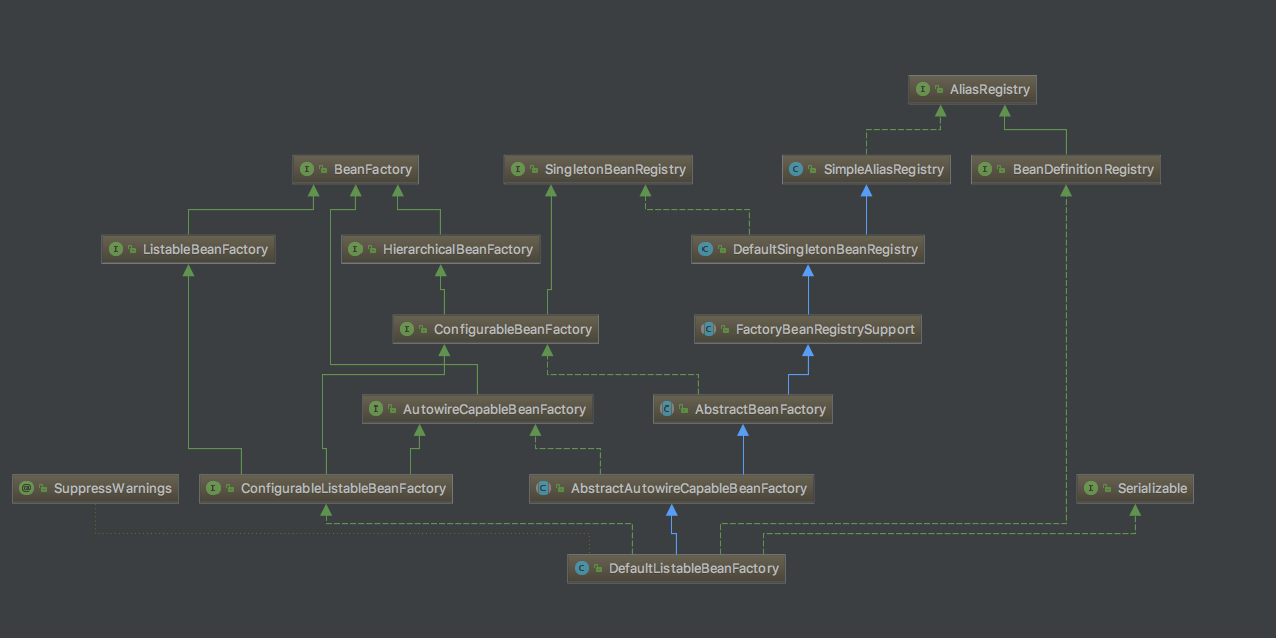 AliasRegistry
BeanFactory
SingletonBeanRegistry
SimpleAliasRegistry
BeanDefinitionRegistry
ListableBeanFactory
HierarchicalBeanFactory
DefaultSingletonBeanRegistry
ConfigurableBeanFactory
FactoryBeanRegistrySupport
AutowireCapableBeanFactory
AbstractBeanFactory
SuppressWarnings
ConfigurableListableBeanFactory
AbstractAutowireCapableBeanFactory
Serializable
DefaultListableBeanFactory